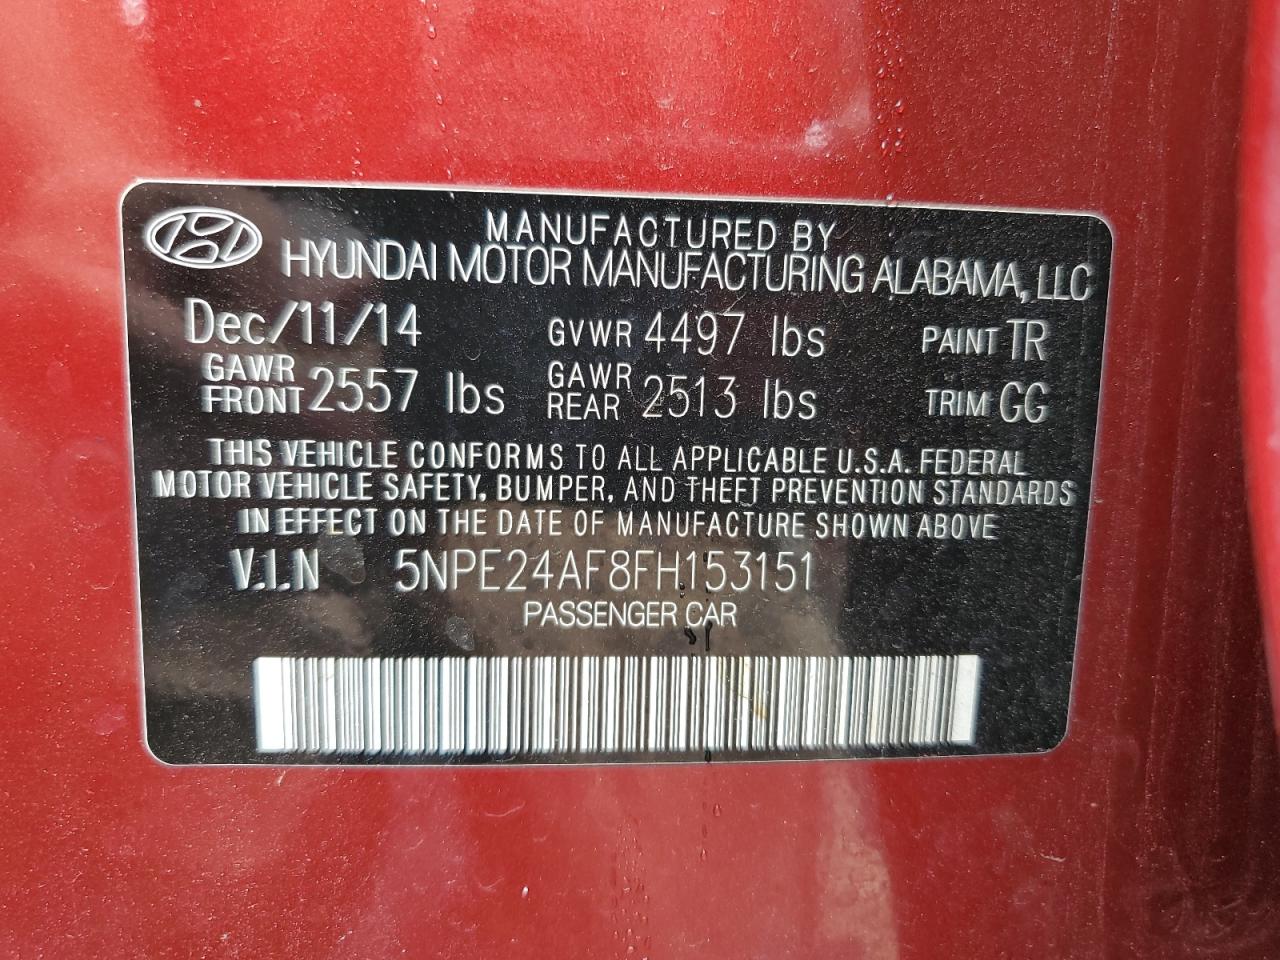 MANUFACTURED BY
HYUNDAI MOTOR MANUFACTURING ALABAMA, LLC
Dec/11/14 GVWR 4497 lbs PAINT TR
GAWR FRONT 2557 lbs GAWR REAR 2513 lbs TRIM GG
THIS VEHICLE CONFORMS TO ALL APPLICABLE U.S.A. FEDERAL
MOTOR VEHICLE SAFETY, BUMPER, AND THEFT PREVENTION STANDARDS
IN EFFECT ON THE DATE OF MANUFACTURE SHOWN ABOVE
V.I.N 5NPE24AF8FH153151
PASSENGER CAR